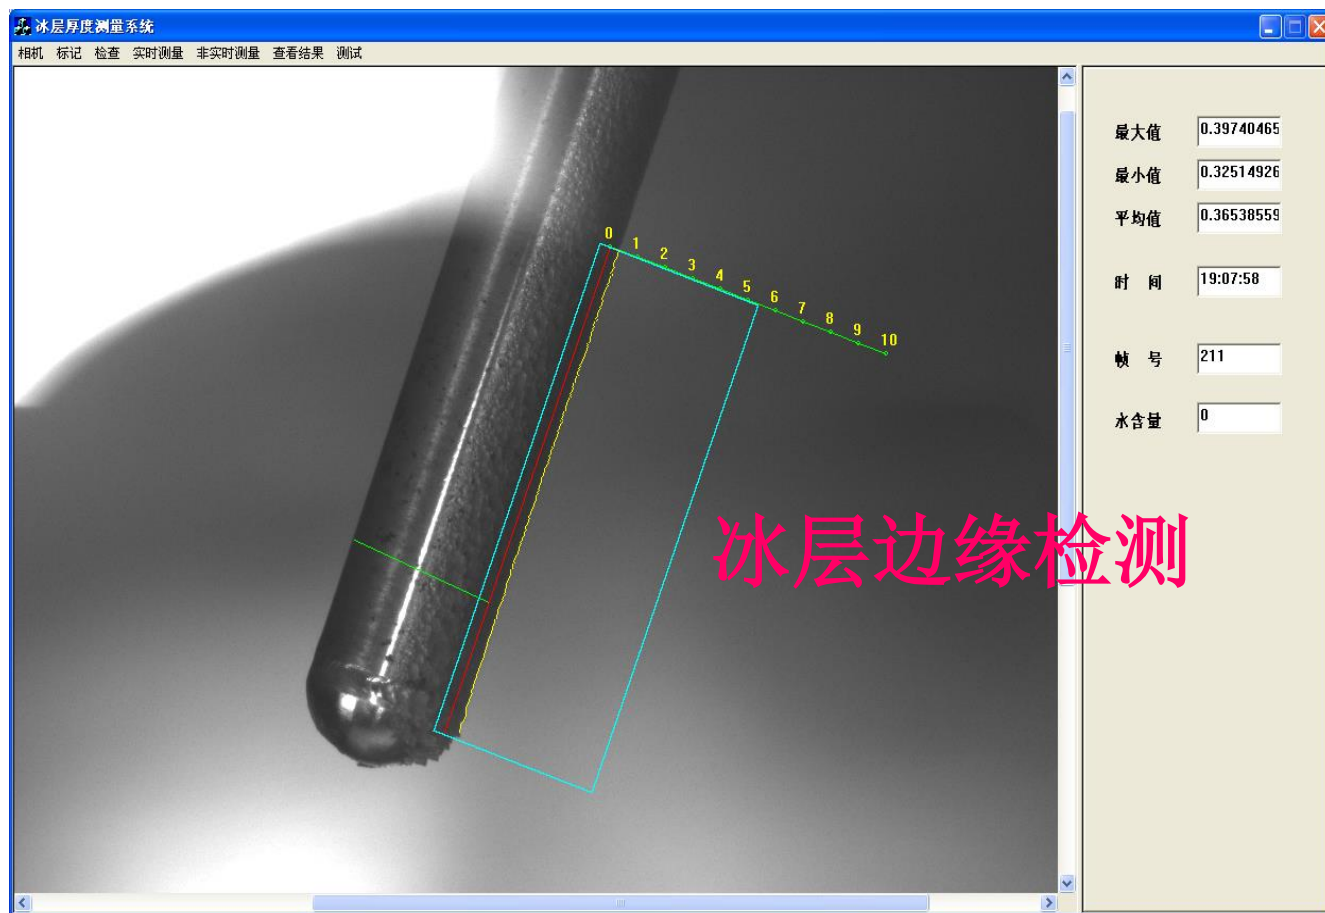 冰层厚度测量系统
相机 标记 检查 实时测量 非实时测量 查看结果 测试
最大值 0.39740465
最小值 0.32514926
平均值 0.36538559
时 间 19:07:58
帧 号 211
水含量 0
0 1 2 3 4 5 6 7 8 9 10
冰层边缘检测